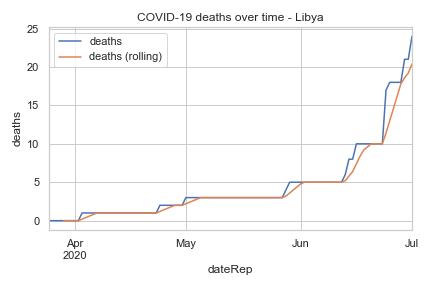 COVID-19 deaths over time - Libya
deaths
deaths (rolling)
25
20
15
10
5
0
deaths
Apr
2020
May
Jun
Jul
dateRep